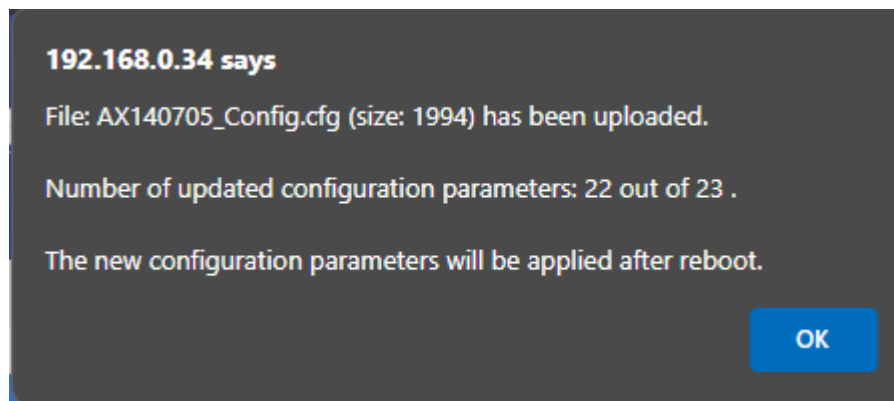 192.168.0.34 says
File: AX140705_Config.cfg (size: 1994) has been uploaded.
Number of updated configuration parameters: 22 out of 23 .
The new configuration parameters will be applied after reboot.
OK